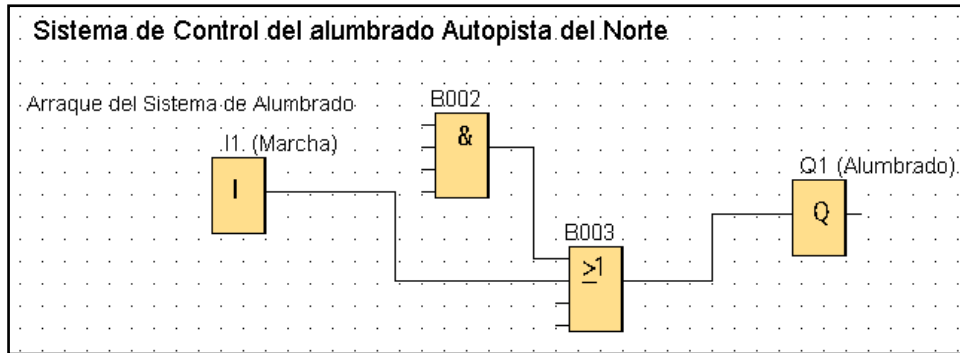 Sistema de Control del alumbrado Autopista del Norte
Arraque del Sistema de Alumbrado
B002
&
I1 (Marcha)
I
Q1 (Alumbrado)
Q
B003
≥1